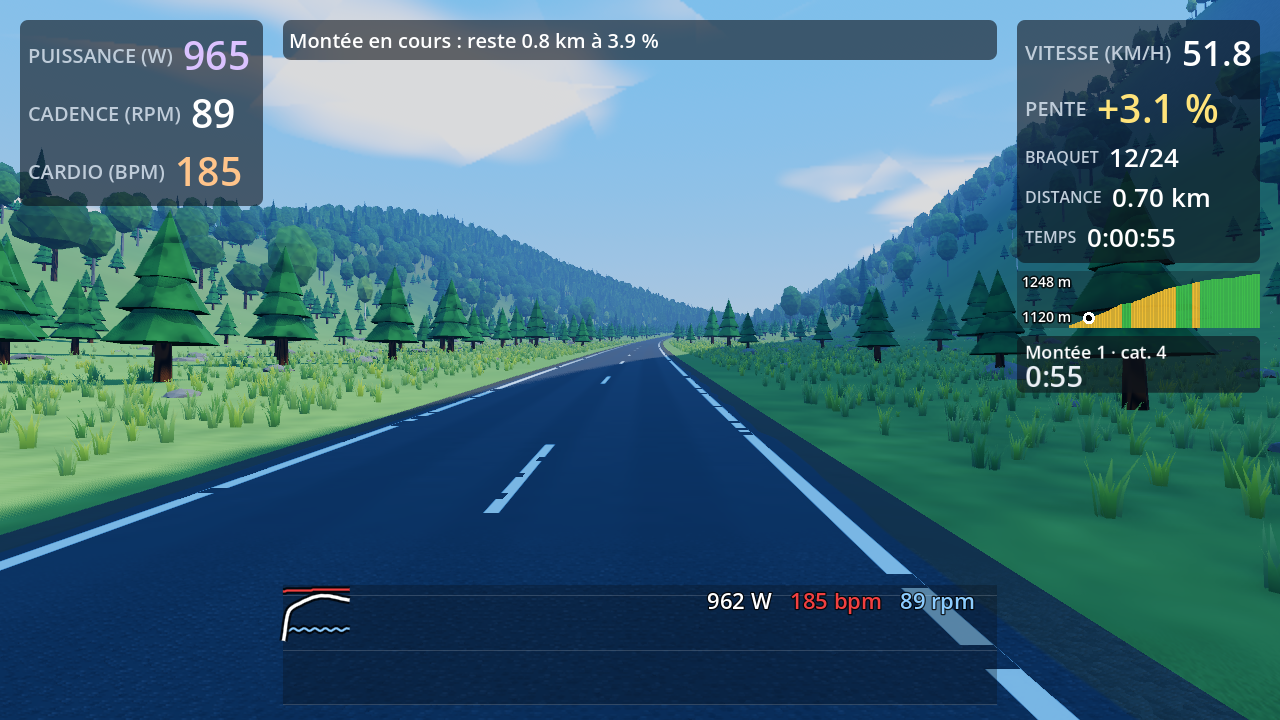 PUISSANCE (W) 965
CADENCE (RPM) 89
CARDIO (BPM) 185
Montée en cours : reste 0.8 km à 3.9 %
VITESSE (KM/H) 51.8
PENTE +3.1 %
BRAQUET 12/24
DISTANCE 0.70 km
TEMPS 0:00:55
1248 m
1120 m
Montée 1 · cat. 4
0:55
962 W 185 bpm 89 rpm